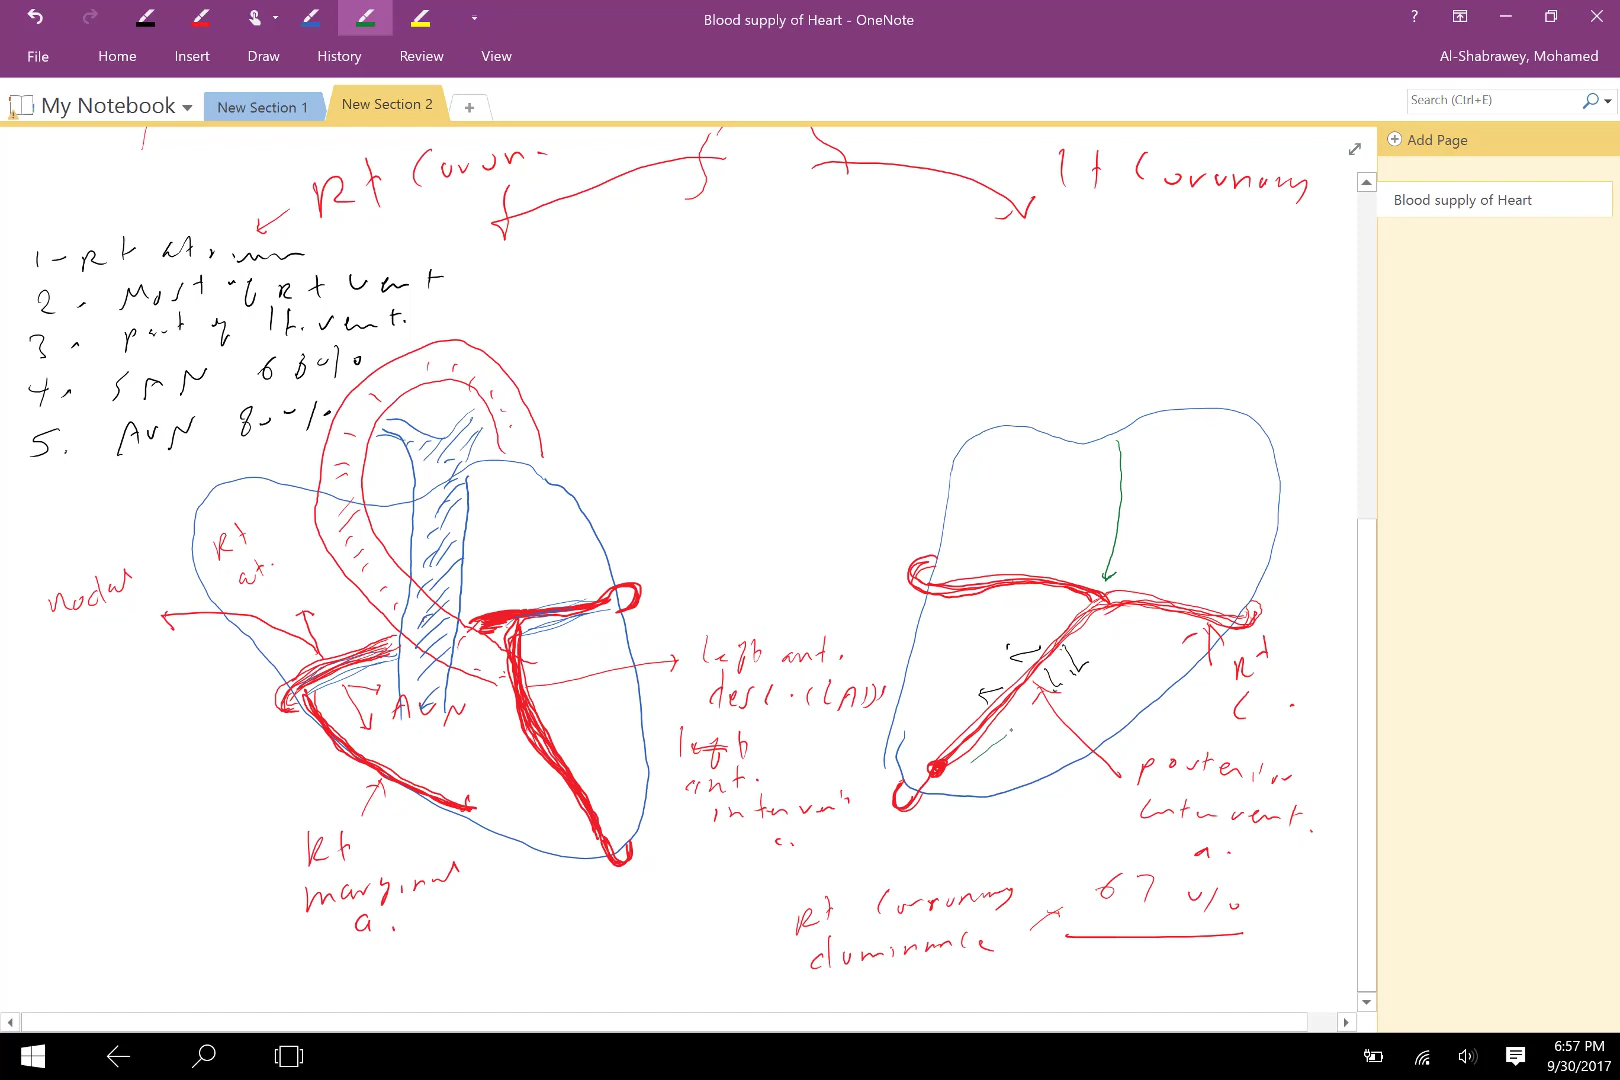 Blood supply of Heart - OneNote
?
File
Home
Insert
Draw
History
Review
View
Al-Shabrawey, Mohamed
My Notebook
New Section 1
New Section 2
Search (Ctrl+E)
Add Page
Blood supply of Heart
Rt Coron.
lt Coronary
1- Rt atrium
2. Most of Rt vent
3. part of lt. vent.
4. SAN 60%
5. AVN 80%
Rt
at.
nodal
AVN
Rt
marginal
a.
left ant.
desc. (LAD)
left
ant.
interven
Rt
C.
posterior
intervent.
a.
Rt Coronary
dominance
67%
6:57 PM
9/30/2017